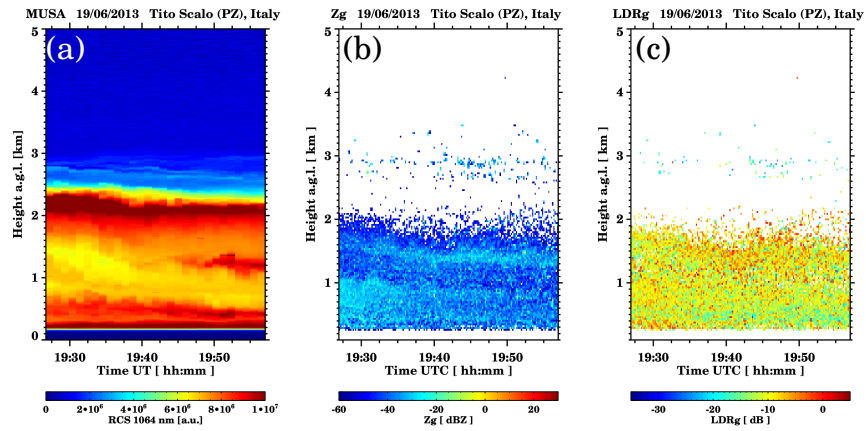 MUSA 19/06/2013 Tito Scalo (PZ), Italy
(a)
Height a.g.l. [km]
5
4
3
2
1
0
19:30 19:40 19:50
Time UT [ hh:mm ]
0 2•10⁶ 4•10⁶ 6•10⁶ 8•10⁶ 1•10⁷
RCS 1064 nm [a.u.]
Zg 19/06/2013 Tito Scalo (PZ), Italy
(b)
Height a.g.l. [ km ]
5
4
3
2
1
19:30 19:40 19:50
Time UTC [ hh:mm ]
-60 -40 -20 0 20
Zg [ dBZ ]
LDRg 19/06/2013 Tito Scalo (PZ), Italy
(c)
Height a.g.l. [ km ]
5
4
3
2
1
19:30 19:40 19:50
Time UTC [ hh:mm ]
-30 -20 -10 0
LDRg [ dB ]